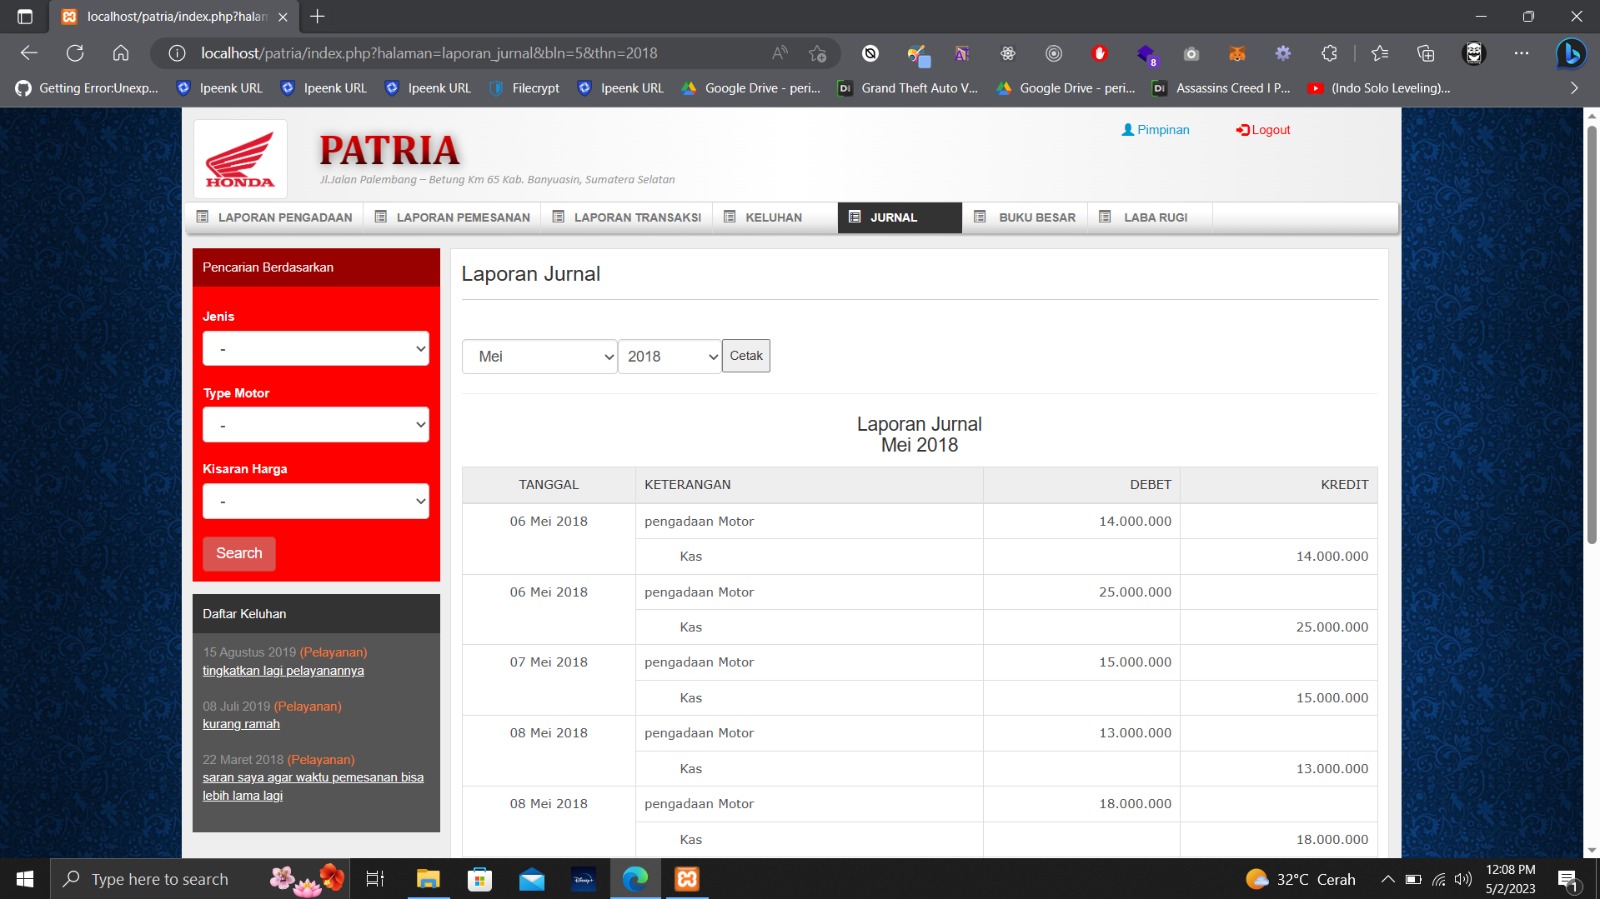 localhost/patria/index.php?halam
localhost/patria/index.php?halaman=laporan_jurnal&bln=5&thn=2018
8
Getting Error:Unexp... Ipeenk URL Ipeenk URL Ipeenk URL Filecrypt Ipeenk URL Google Drive - peri... Grand Theft Auto V... Google Drive - peri... Assassins Creed I P... (Indo Solo Leveling)...
HONDA
PATRIA
Jl.Jalan Palembang – Betung Km 65 Kab. Banyuasin, Sumatera Selatan
Pimpinan Logout
LAPORAN PENGADAAN LAPORAN PEMESANAN LAPORAN TRANSAKSI KELUHAN JURNAL BUKU BESAR LABA RUGI
Pencarian Berdasarkan
Jenis
-
Type Motor
-
Kisaran Harga
-
Search
Daftar Keluhan
15 Agustus 2019 (Pelayanan)
tingkatkan lagi pelayanannya
08 Juli 2019 (Pelayanan)
kurang ramah
22 Maret 2018 (Pelayanan)
saran saya agar waktu pemesanan bisa
lebih lama lagi
Laporan Jurnal
Mei 2018 Cetak
Laporan Jurnal
Mei 2018
TANGGAL KETERANGAN DEBET KREDIT
06 Mei 2018 pengadaan Motor 14.000.000
Kas 14.000.000
06 Mei 2018 pengadaan Motor 25.000.000
Kas 25.000.000
07 Mei 2018 pengadaan Motor 15.000.000
Kas 15.000.000
08 Mei 2018 pengadaan Motor 13.000.000
Kas 13.000.000
08 Mei 2018 pengadaan Motor 18.000.000
Kas 18.000.000
Type here to search
Disney+
32°C Cerah
12:08 PM
5/2/2023
1